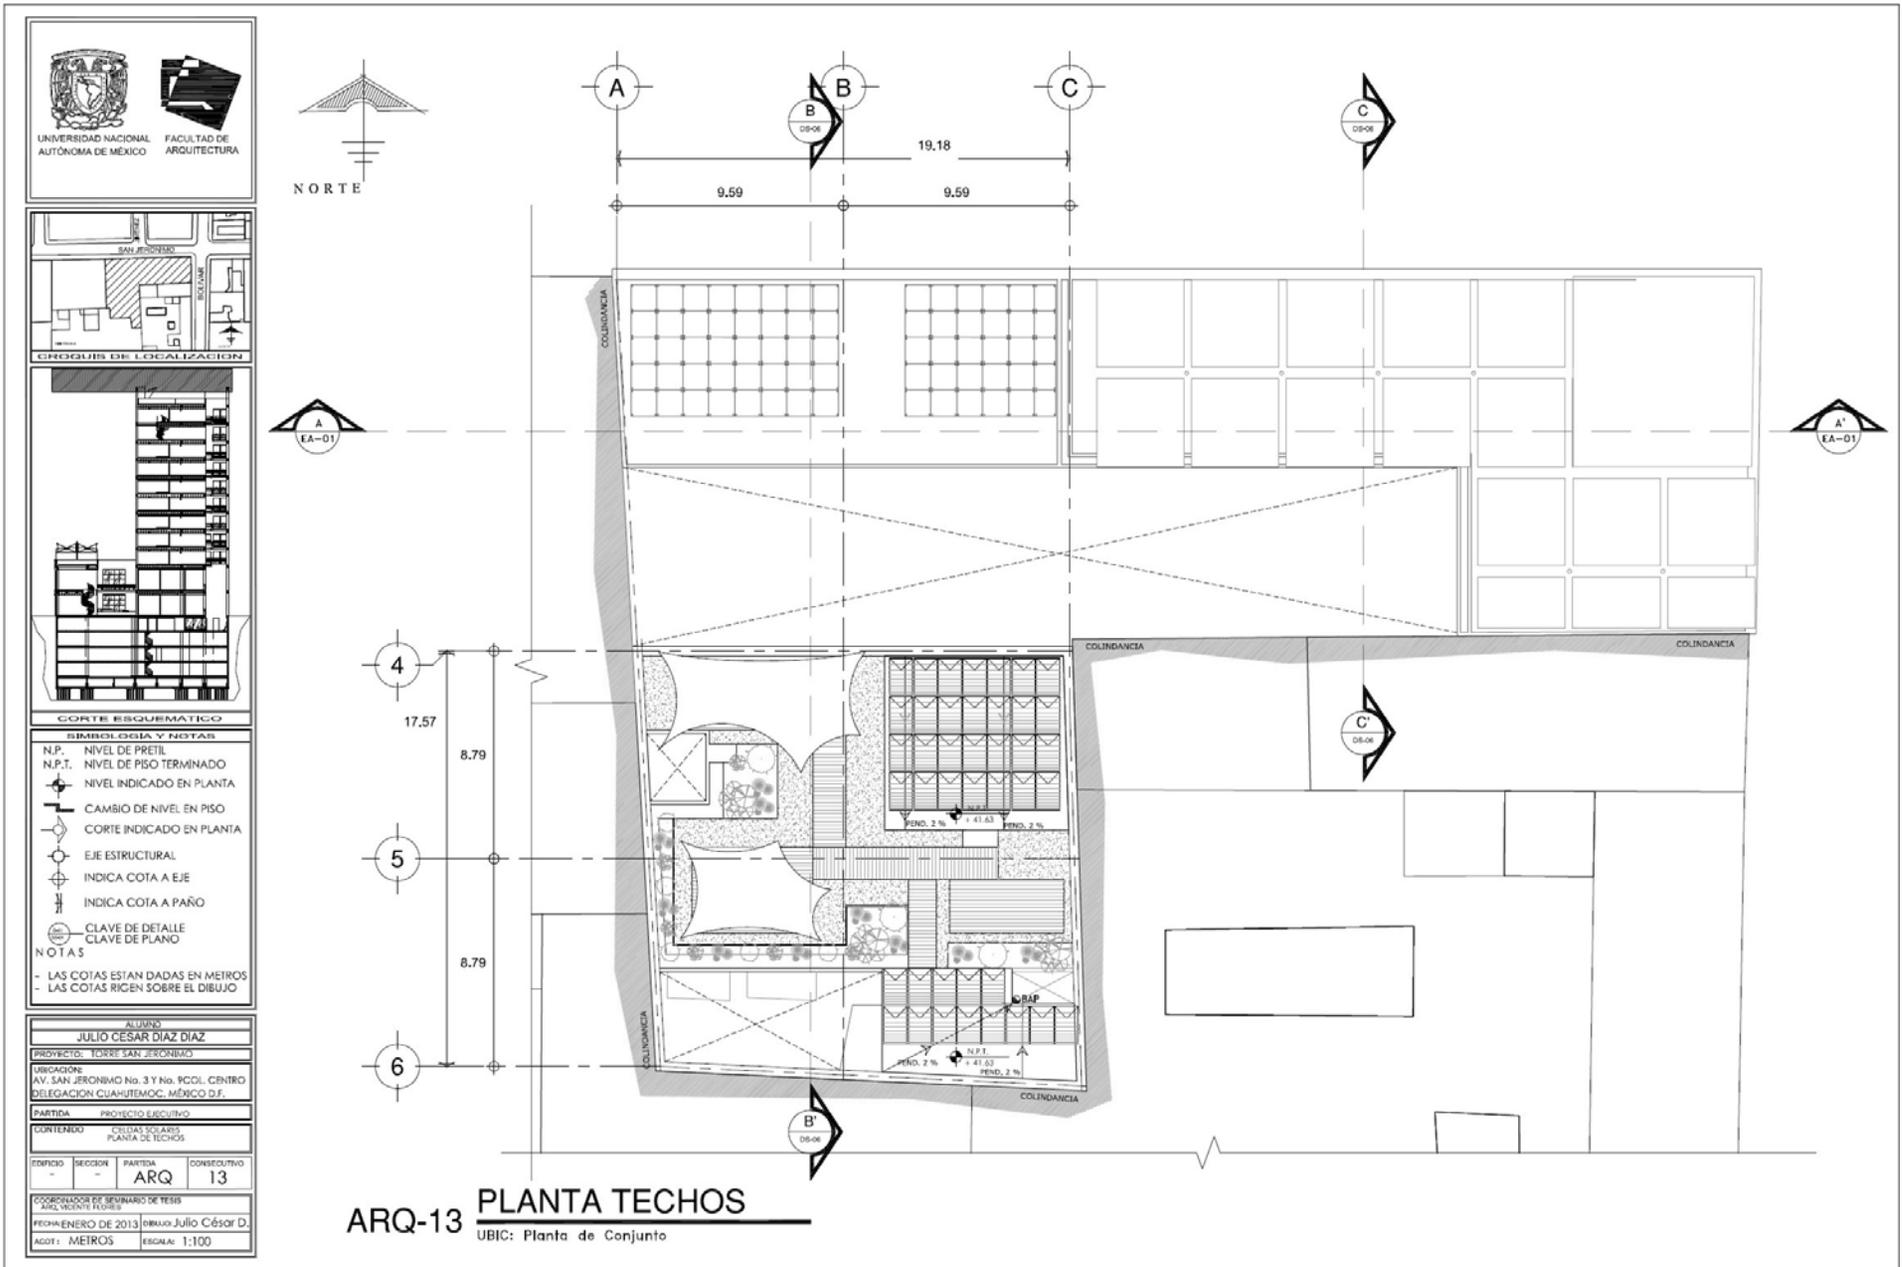 UNIVERSIDAD NACIONAL
AUTÓNOMA DE MÉXICO
FACULTAD DE
ARQUITECTURA
NORTE
SAN JERONIMO
BOLIVAR
CROQUIS DE LOCALIZACION
CORTE ESQUEMATICO
SIMBOLOGIA Y NOTAS
N.P. NIVEL DE PRETIL
N.P.T. NIVEL DE PISO TERMINADO
NIVEL INDICADO EN PLANTA
CAMBIO DE NIVEL EN PISO
CORTE INDICADO EN PLANTA
EJE ESTRUCTURAL
INDICA COTA A EJE
INDICA COTA A PAÑO
CLAVE DE DETALLE
CLAVE DE PLANO
NOTAS
- LAS COTAS ESTAN DADAS EN METROS
- LAS COTAS RIGEN SOBRE EL DIBUJO
ALUMNO
JULIO CESAR DIAZ DIAZ
PROYECTO: TORRE SAN JERONIMO
UBICACIÓN:
AV. SAN JERONIMO No. 3 Y No. 9COL. CENTRO
DELEGACION CUAHUTEMOC, MÉXICO D.F.
PARTIDA PROYECTO EJECUTIVO
CONTENIDO CELDAS SOLARES
PLANTA DE TECHOS
EDIFICIO SECCION PARTIDA CONSECUTIVO
- - ARQ 13
COORDINADOR DE SEMINARIO DE TESIS
ARQ. VICENTE FLORES
FECHA: ENERO DE 2013 DIBUJO: Julio César D.
ACOT: METROS ESCALA: 1:100
A B C
B
DS-06
C
DS-06
19.18
9.59 9.59
COLINDANCIA
A
EA-01
A'
EA-01
4
COLINDANCIA COLINDANCIA
17.57
C'
DS-06
8.79
N.P.T.
+ 41.63
PEND. 2 % PEND. 2 %
5
8.79
BAP
COLINDANCIA
6
N.P.T.
+ 41.63
PEND. 2 %
PEND. 2 %
COLINDANCIA
B'
DS-06
ARQ-13 PLANTA TECHOS
UBIC: Planta de Conjunto